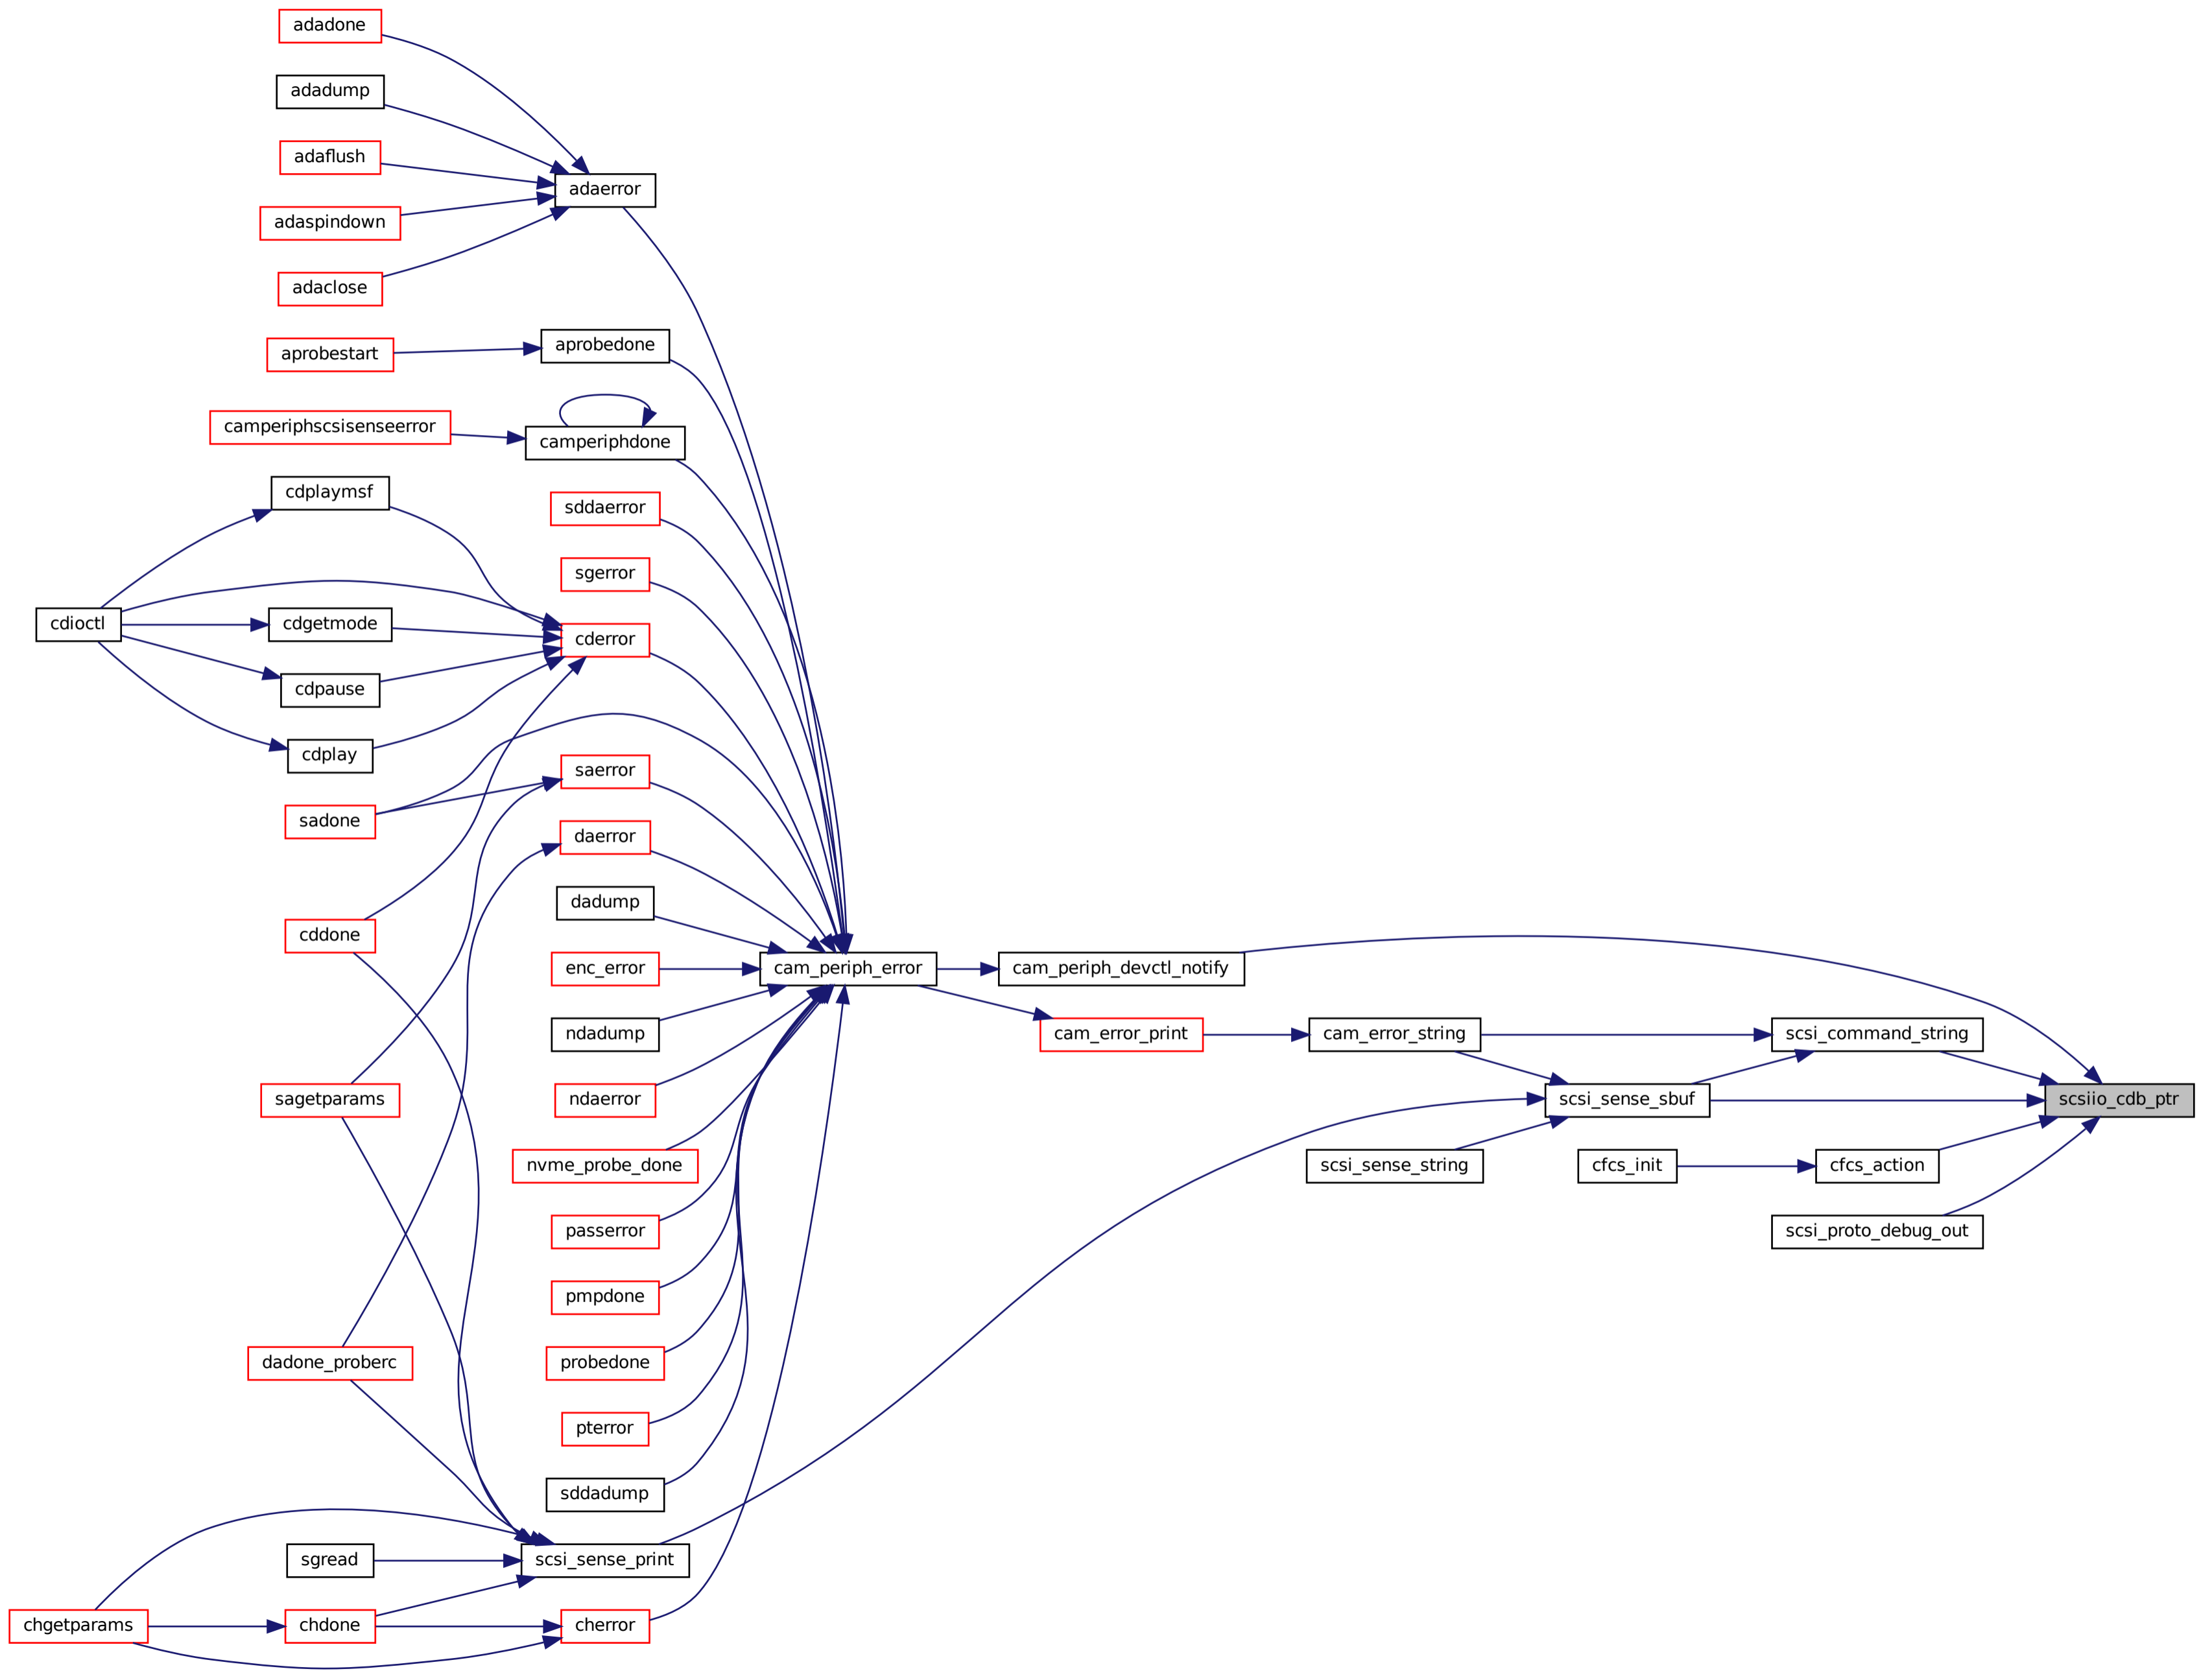 adadone
adadump
adaflush
adaerror
adaspindown
adaclose
aprobestart
aprobedone
camperiphscsisenseerror
camperiphdone
cdplaymsf
sddaerror
sgerror
cdioctl
cdgetmode
cderror
cdpause
cdplay
saerror
sadone
daerror
dadump
cddone
enc_error
cam_periph_error
cam_periph_devctl_notify
ndadump
cam_error_print
cam_error_string
scsi_command_string
sagetparams
ndaerror
scsi_sense_sbuf
scsiio_cdb_ptr
nvme_probe_done
scsi_sense_string
cfcs_init
cfcs_action
passerror
scsi_proto_debug_out
pmpdone
dadone_proberc
probedone
pterror
sddadump
sgread
scsi_sense_print
chgetparams
chdone
cherror